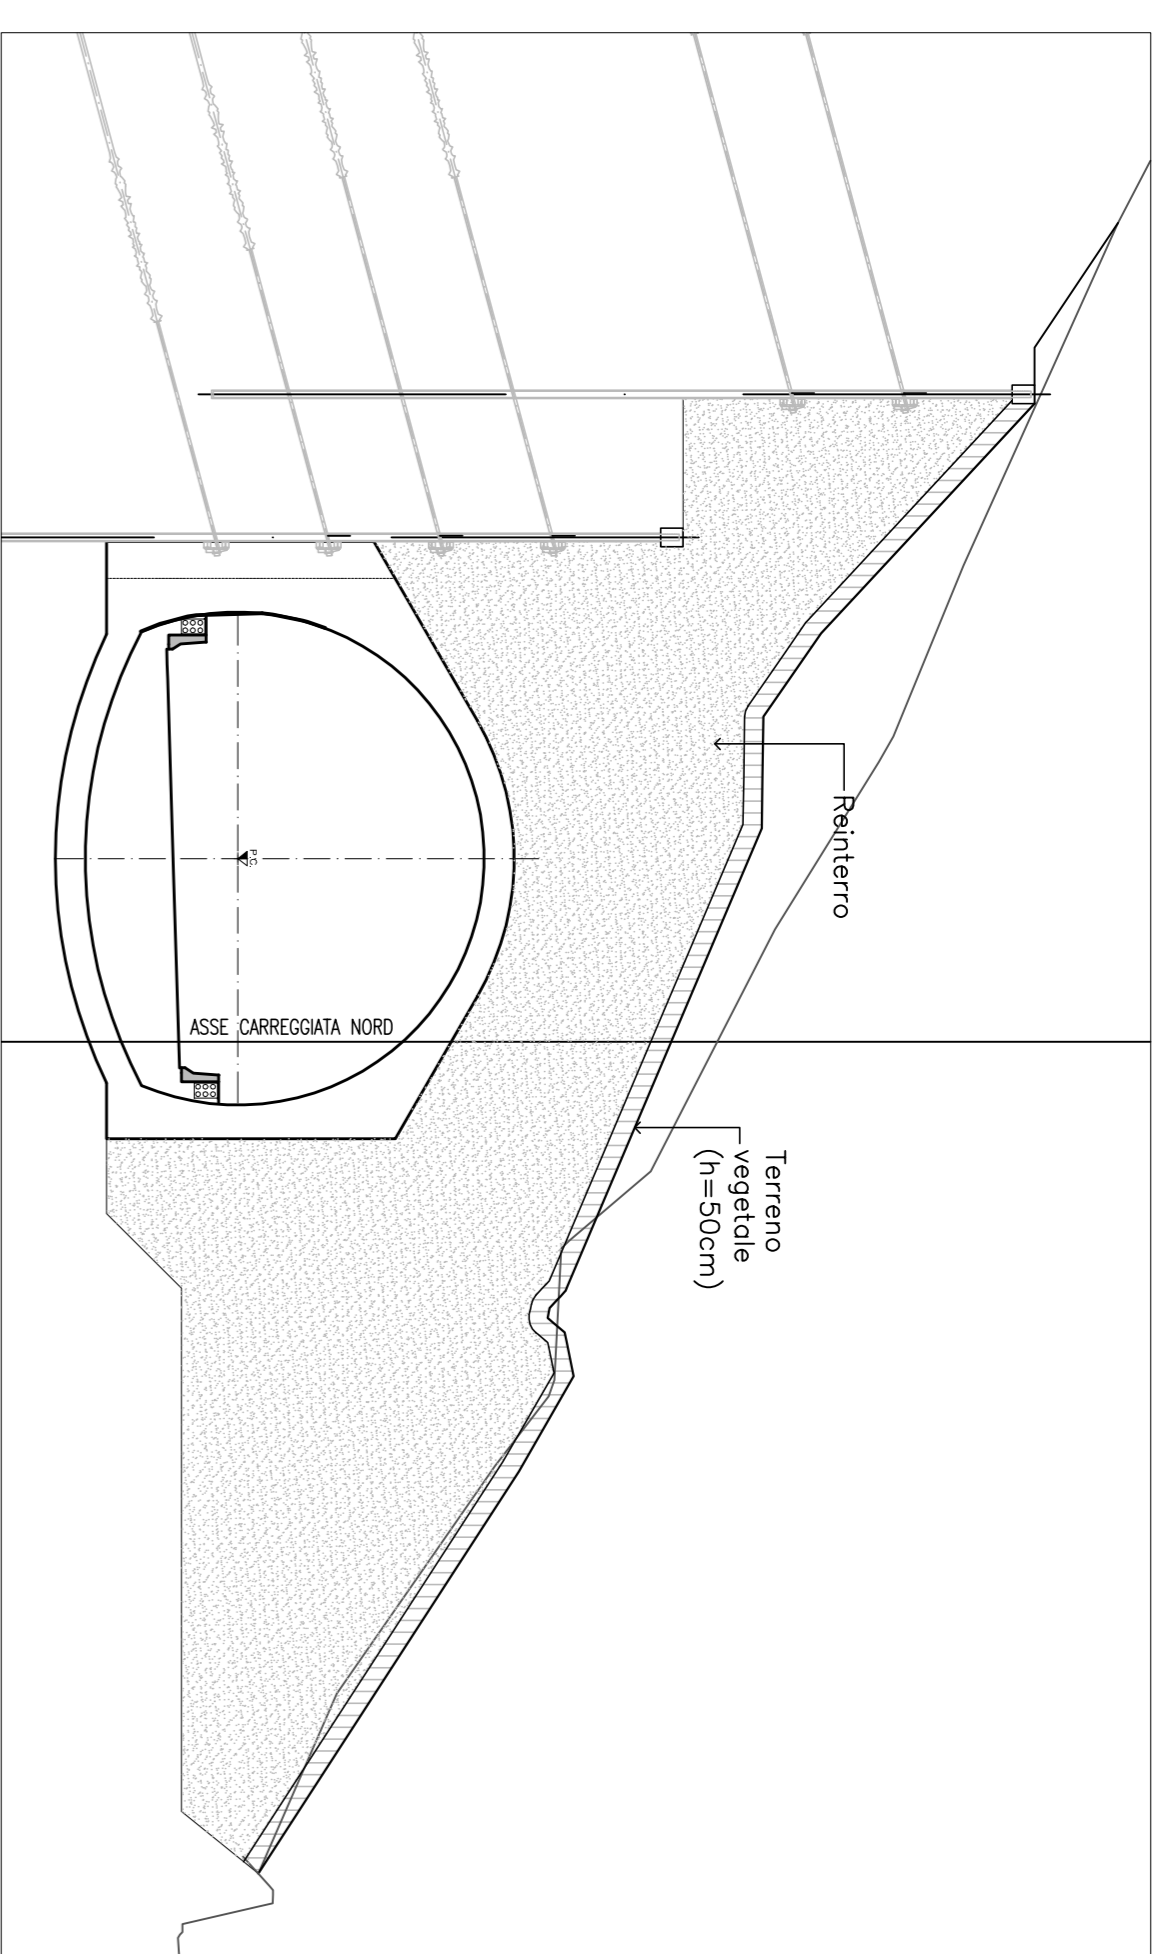 Reinterro
Terreno
vegetale
(h=50cm)
P.C.
ASSE CARREGGIATA NORD